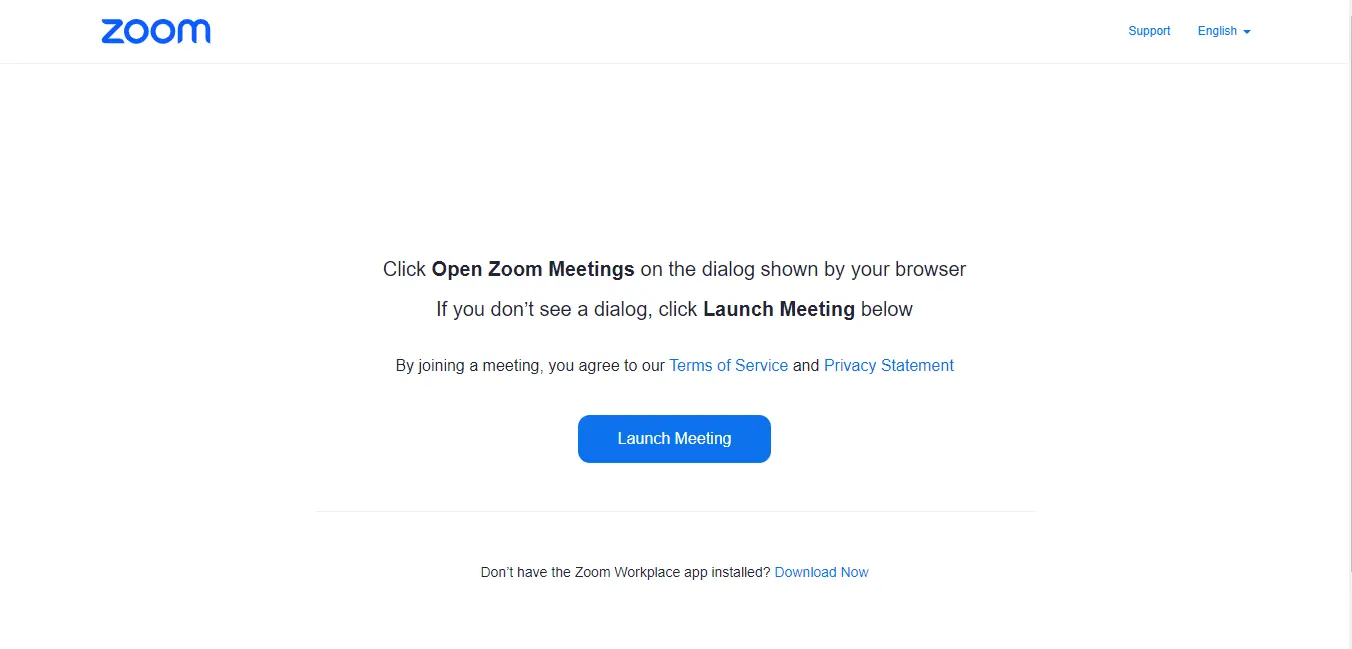 zoom
Support English
Click Open Zoom Meetings on the dialog shown by your browser
If you don’t see a dialog, click Launch Meeting below
By joining a meeting, you agree to our Terms of Service and Privacy Statement
Launch Meeting
Don’t have the Zoom Workplace app installed? Download Now